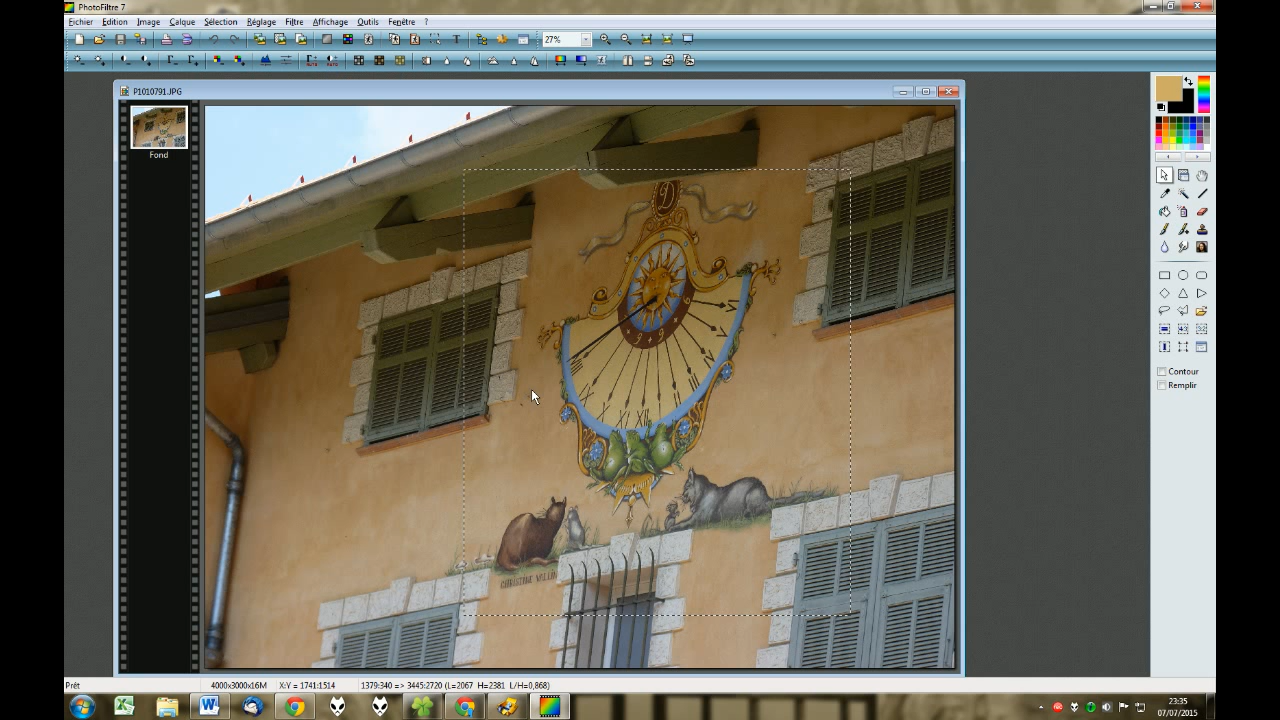 PhotoFiltre 7
Fichier Edition Image Calque Sélection Réglage Filtre Affichage Outils Fenêtre ?
27%
P1010791.JPG
Fond
D
Contour
Remplir
Prêt 4000x3000x16M X:Y = 1741:1514 1379:340 => 3445:2720 (L=2067 H=2381 L/H=0,868)
23:35
07/07/2015